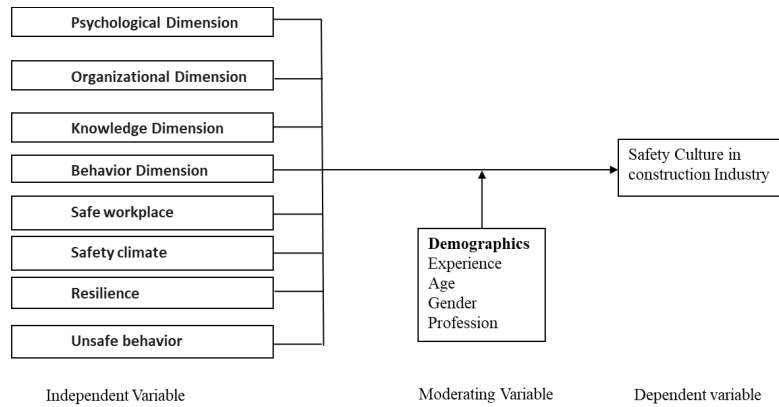 Psychological Dimension
Organizational Dimension
Knowledge Dimension
Behavior Dimension
Safe workplace
Safety climate
Resilience
Unsafe behavior
Safety Culture in
construction Industry
Demographics
Experience
Age
Gender
Profession
Independent Variable
Moderating Variable
Dependent variable